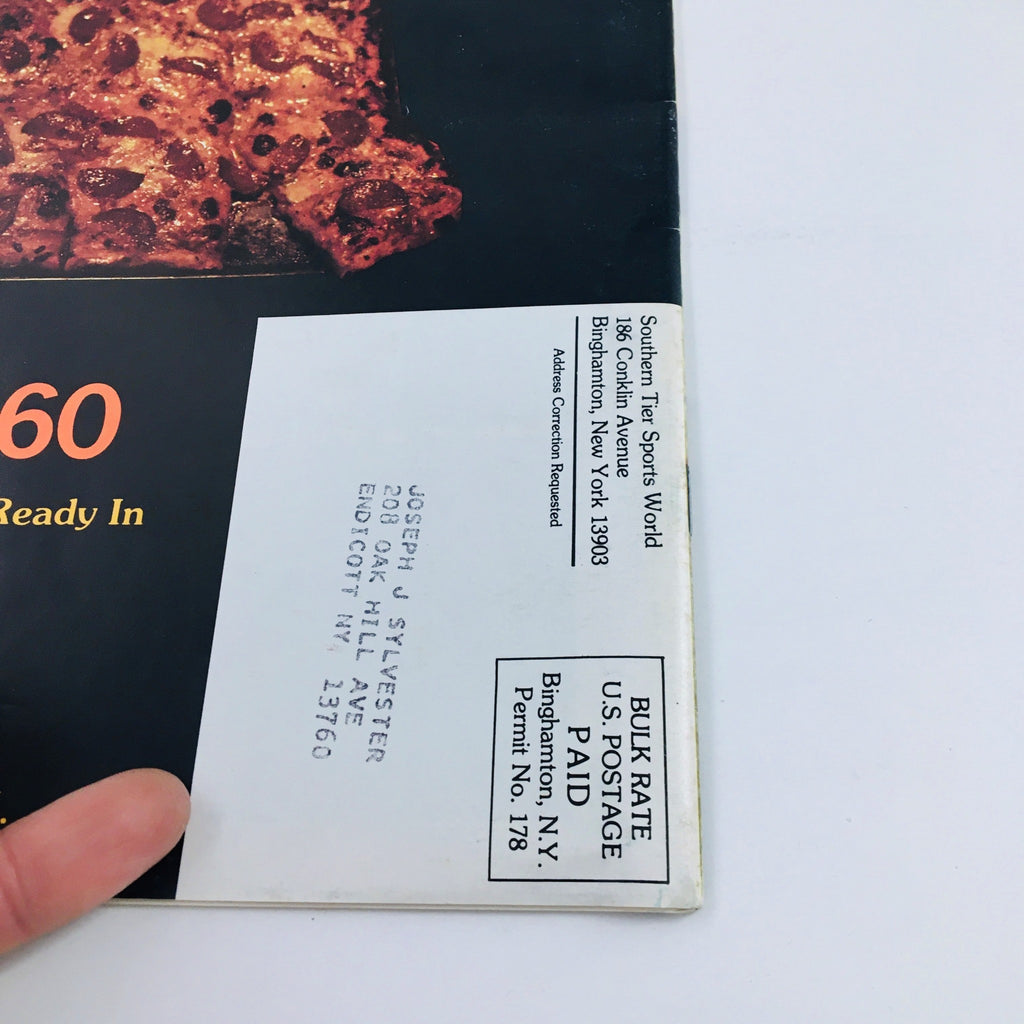 60
Ready In
Southern Tier Sports World
186 Conklin Avenue
Binghamton, New York 13903
Address Correction Requested
BULK RATE
U.S. POSTAGE
PAID
Binghamton, N.Y.
Permit No. 178
JOSEPH J SYLVESTER
208 OAK HILL AVE
ENDICOTT NY 13760